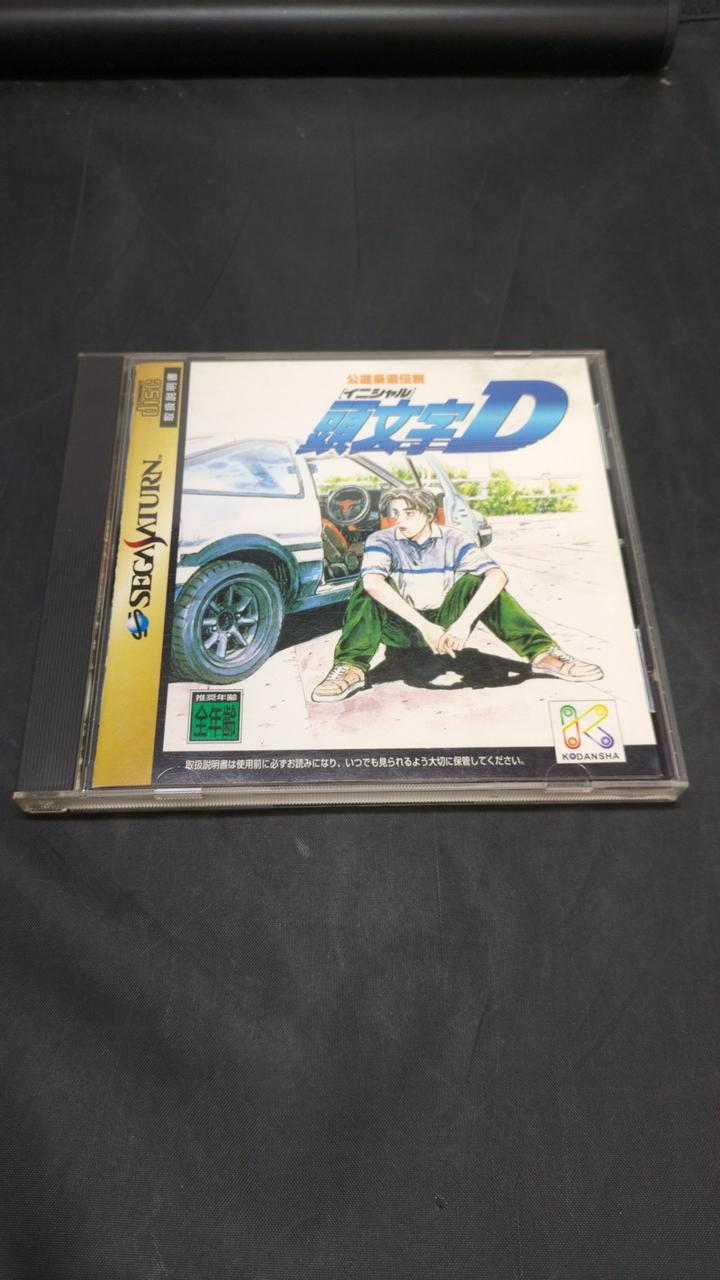 disc
取扱説明書
SEGA SATURN™
公道最速伝説
[イニシャル]
頭文字D
推奨年齢
全年齢
KODANSHA
取扱説明書は使用前に必ずお読みになり、いつでも見られるよう大切に保管してください。